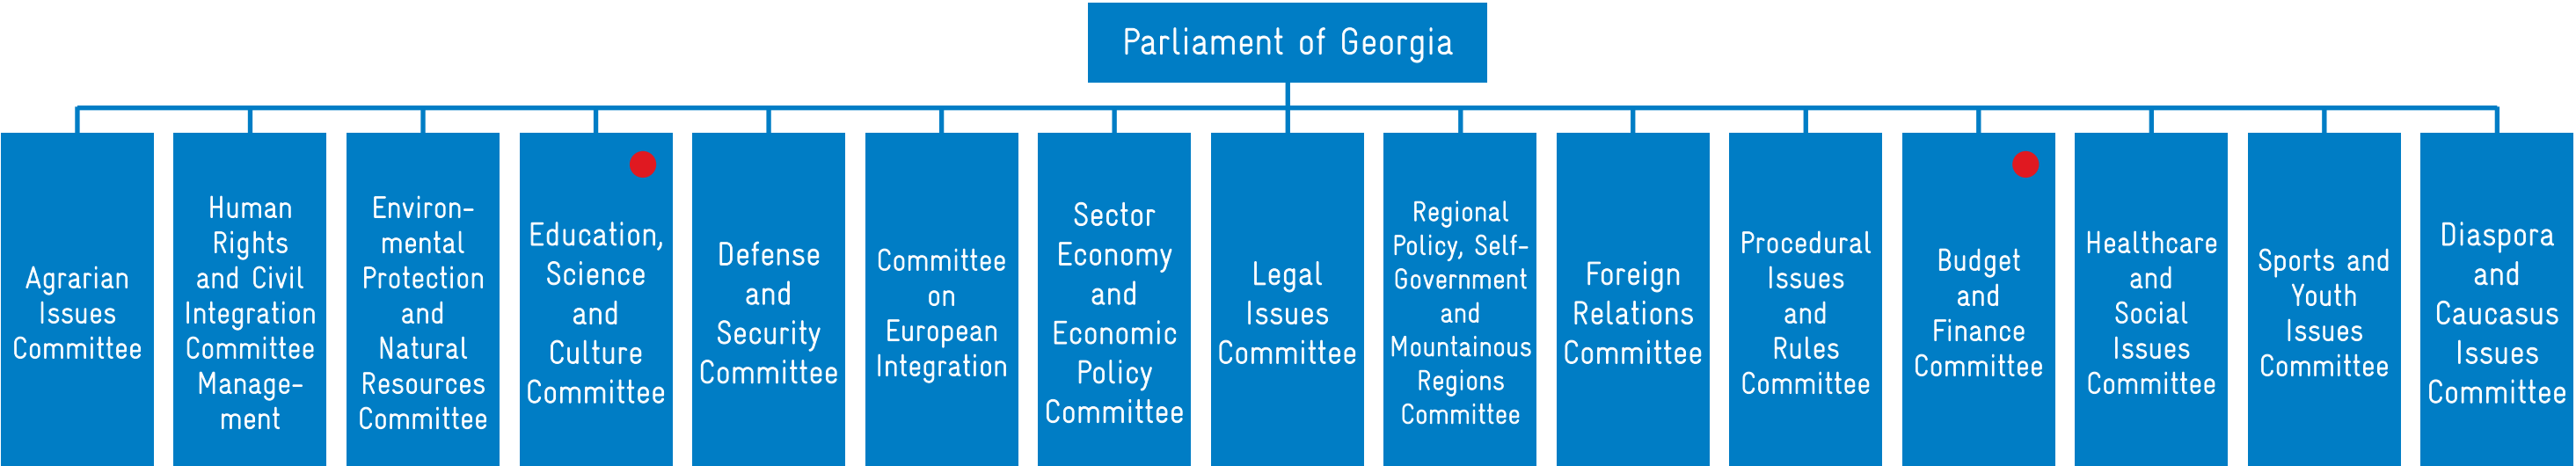 Parliament of Georgia
Agrarian
Issues
Committee
Human
Rights
and Civil
Integration
Committee
Manage-
ment
Environ-
mental
Protection
and
Natural
Resources
Committee
Education,
Science
and
Culture
Committee
Defense
and
Security
Committee
Committee
on
European
Integration
Sector
Economy
and
Economic
Policy
Committee
Legal
Issues
Committee
Regional
Policy, Self-
Government
and
Mountainous
Regions
Committee
Foreign
Relations
Committee
Procedural
Issues
and
Rules
Committee
Budget
and
Finance
Committee
Healthcare
and
Social
Issues
Committee
Sports and
Youth
Issues
Committee
Diaspora
and
Caucasus
Issues
Committee